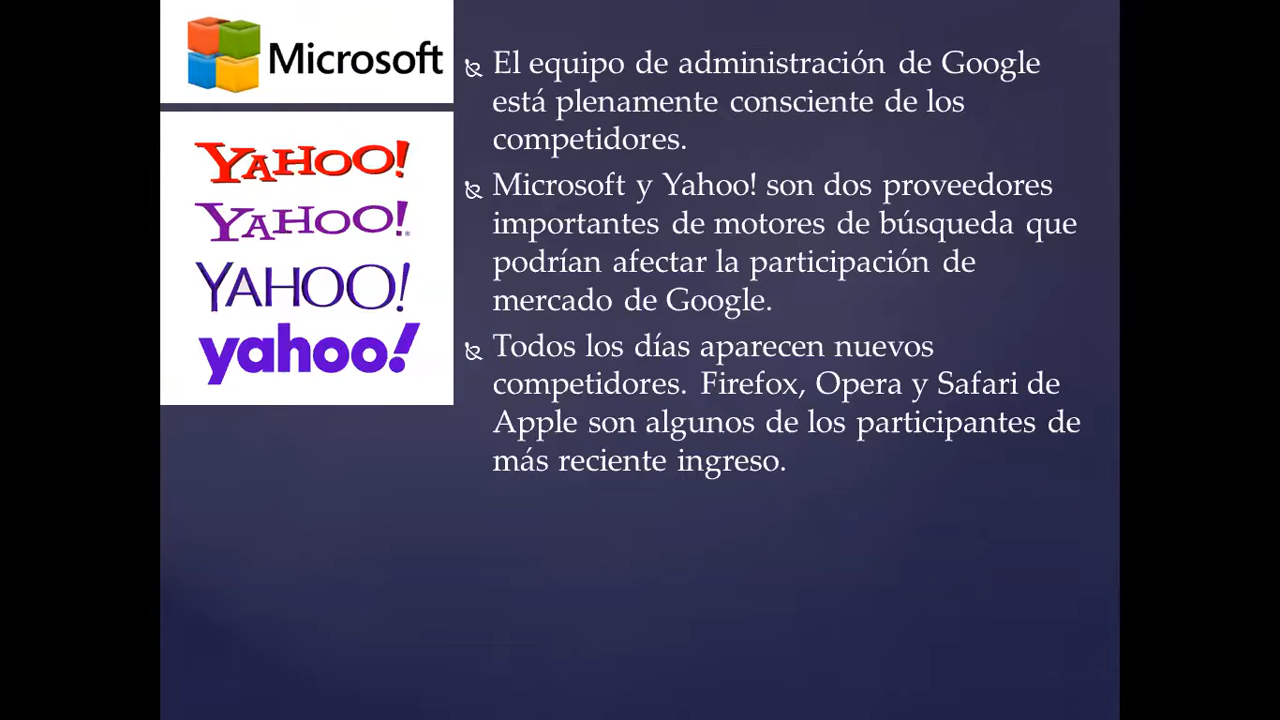 Microsoft
YAHOO!
YAHOO!®
YAHOO!
yahoo!
El equipo de administración de Google
está plenamente consciente de los
competidores.
Microsoft y Yahoo! son dos proveedores
importantes de motores de búsqueda que
podrían afectar la participación de
mercado de Google.
Todos los días aparecen nuevos
competidores. Firefox, Opera y Safari de
Apple son algunos de los participantes de
más reciente ingreso.